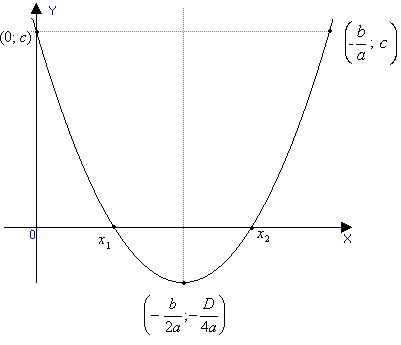 Y
(0; c)
(-b/a; c)
0
x₁
x₂
X
(-b/2a; -D/4a)